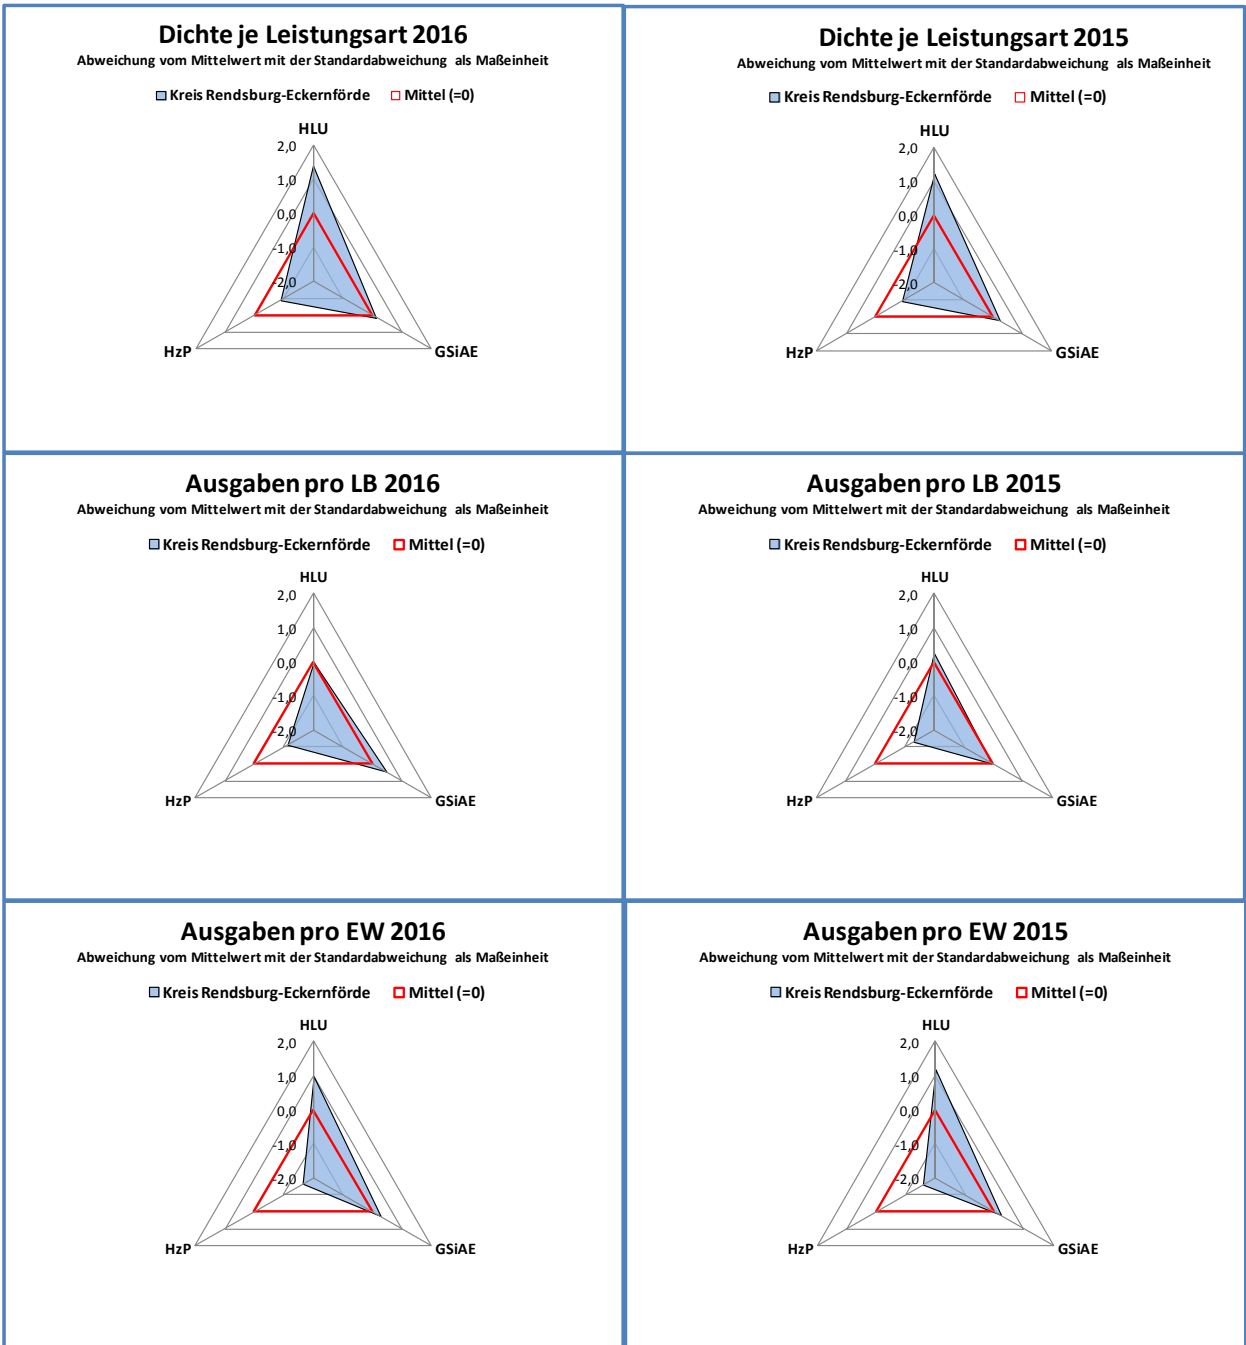 Dichte je Leistungsart 2016
Abweichung vom Mittelwert mit der Standardabweichung als Maßeinheit
Kreis Rendsburg-Eckernförde Mittel (=0)
HLU
2,0
1,0
0,0
-1,0
-2,0
HzP
GSiAE
Dichte je Leistungsart 2015
Abweichung vom Mittelwert mit der Standardabweichung als Maßeinheit
Kreis Rendsburg-Eckernförde Mittel (=0)
HLU
2,0
1,0
0,0
-1,0
-2,0
HzP
GSiAE
Ausgaben pro LB 2016
Abweichung vom Mittelwert mit der Standardabweichung als Maßeinheit
Kreis Rendsburg-Eckernförde Mittel (=0)
HLU
2,0
1,0
0,0
-1,0
-2,0
HzP
GSiAE
Ausgaben pro LB 2015
Abweichung vom Mittelwert mit der Standardabweichung als Maßeinheit
Kreis Rendsburg-Eckernförde Mittel (=0)
HLU
2,0
1,0
0,0
-1,0
-2,0
HzP
GSiAE
Ausgaben pro EW 2016
Abweichung vom Mittelwert mit der Standardabweichung als Maßeinheit
Kreis Rendsburg-Eckernförde Mittel (=0)
HLU
2,0
1,0
0,0
-1,0
-2,0
HzP
GSiAE
Ausgaben pro EW 2015
Abweichung vom Mittelwert mit der Standardabweichung als Maßeinheit
Kreis Rendsburg-Eckernförde Mittel (=0)
HLU
2,0
1,0
0,0
-1,0
-2,0
HzP
GSiAE